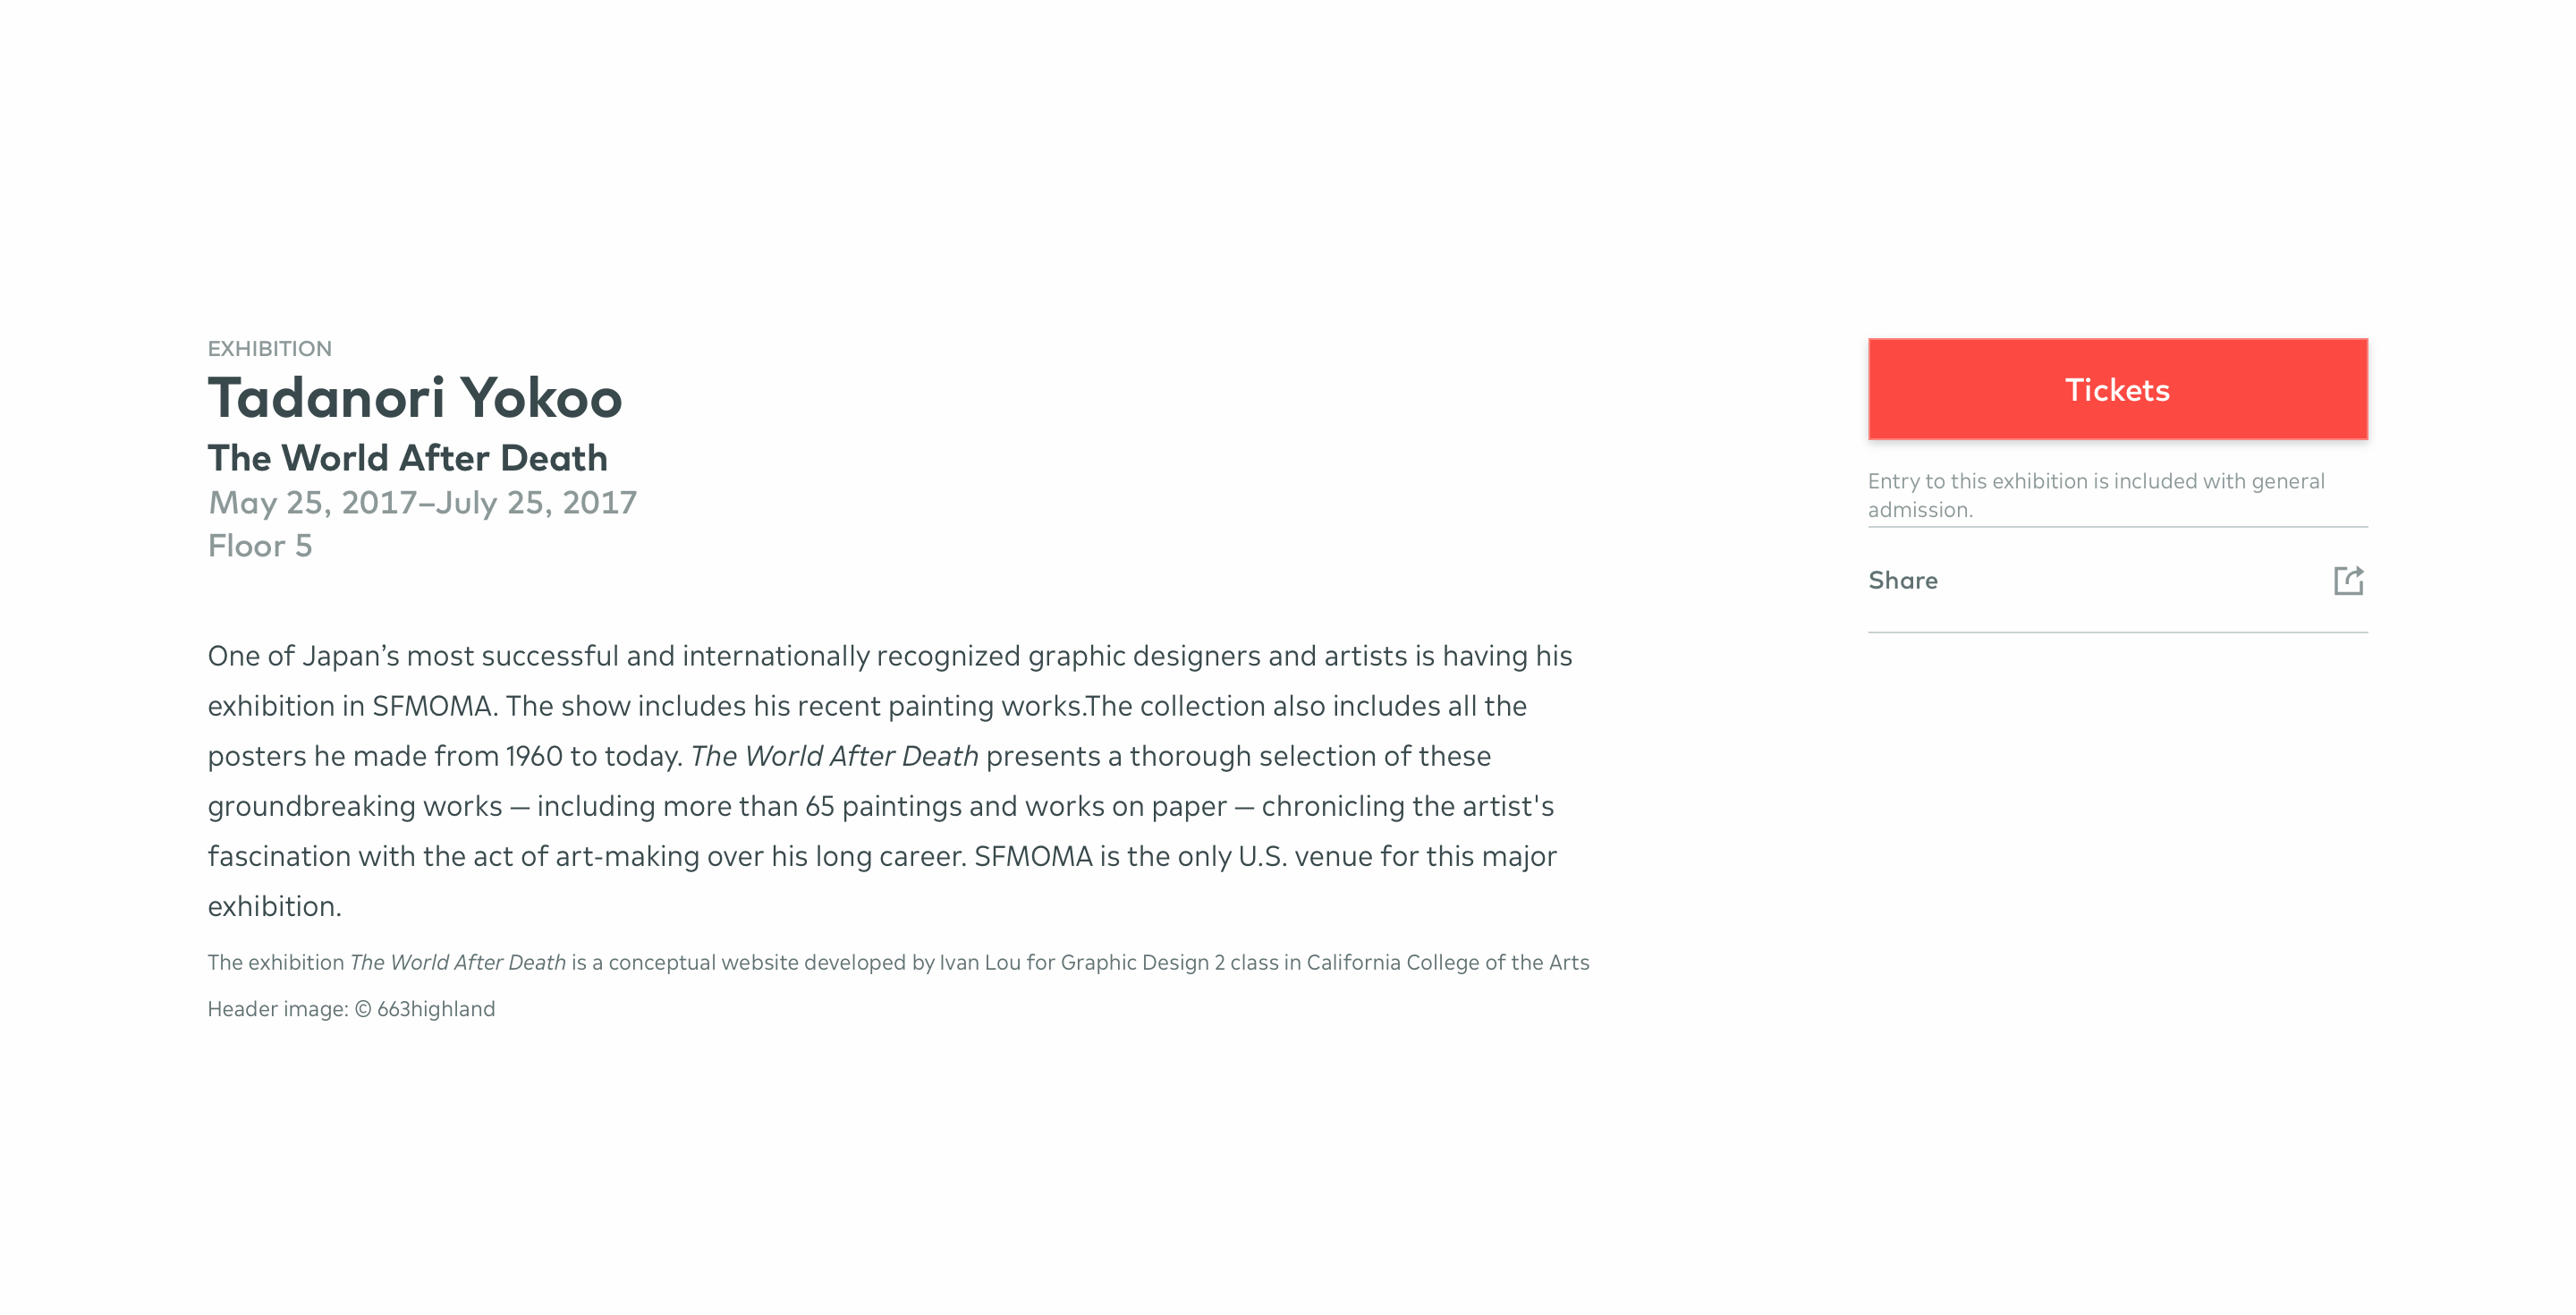 EXHIBITION
Tadanori Yokoo
The World After Death
May 25, 2017–July 25, 2017
Floor 5
One of Japan’s most successful and internationally recognized graphic designers and artists is having his
exhibition in SFMOMA. The show includes his recent painting works.The collection also includes all the
posters he made from 1960 to today. The World After Death presents a thorough selection of these
groundbreaking works — including more than 65 paintings and works on paper — chronicling the artist's
fascination with the act of art-making over his long career. SFMOMA is the only U.S. venue for this major
exhibition.
The exhibition The World After Death is a conceptual website developed by Ivan Lou for Graphic Design 2 class in California College of the Arts
Header image: © 663highland
Tickets
Entry to this exhibition is included with general
admission.
Share